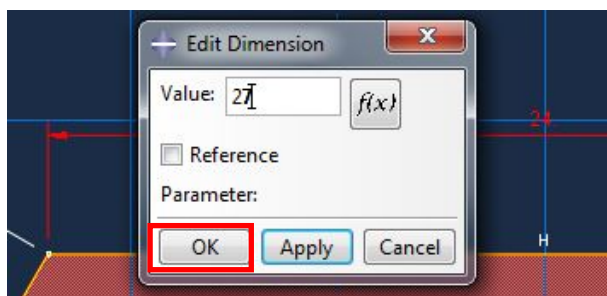 Edit Dimension
Value: 27 f(x)
24
Reference
Parameter:
OK Apply Cancel
H